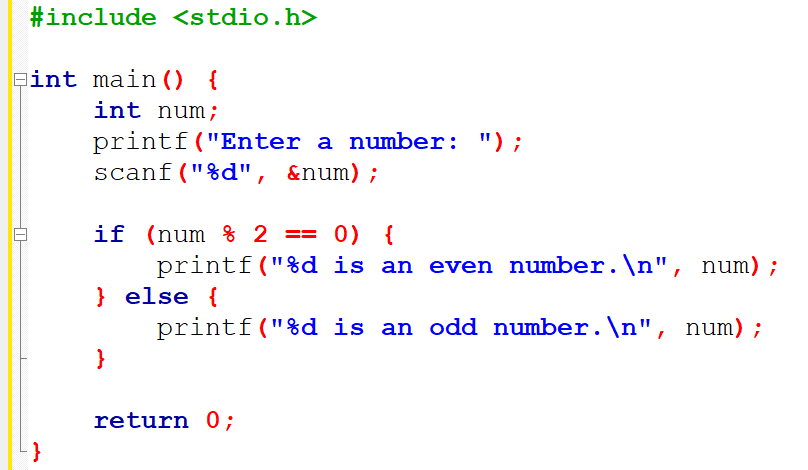 #include <stdio.h>

int main() {
    int num;
    printf("Enter a number: ");
    scanf("%d", &num);

    if (num % 2 == 0) {
        printf("%d is an even number.\n", num);
    } else {
        printf("%d is an odd number.\n", num);
    }

    return 0;
}